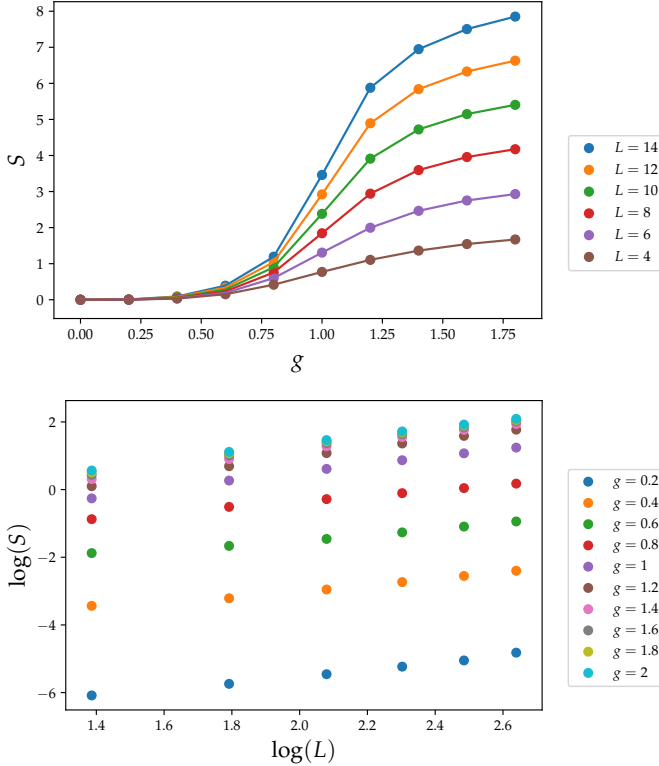 8
7
6
5
4
3
2
1
0
S
0.00 0.25 0.50 0.75 1.00 1.25 1.50 1.75
g
L = 14
L = 12
L = 10
L = 8
L = 6
L = 4
2
0
−2
−4
−6
log(S)
1.4 1.6 1.8 2.0 2.2 2.4 2.6
log(L)
g = 0.2
g = 0.4
g = 0.6
g = 0.8
g = 1
g = 1.2
g = 1.4
g = 1.6
g = 1.8
g = 2